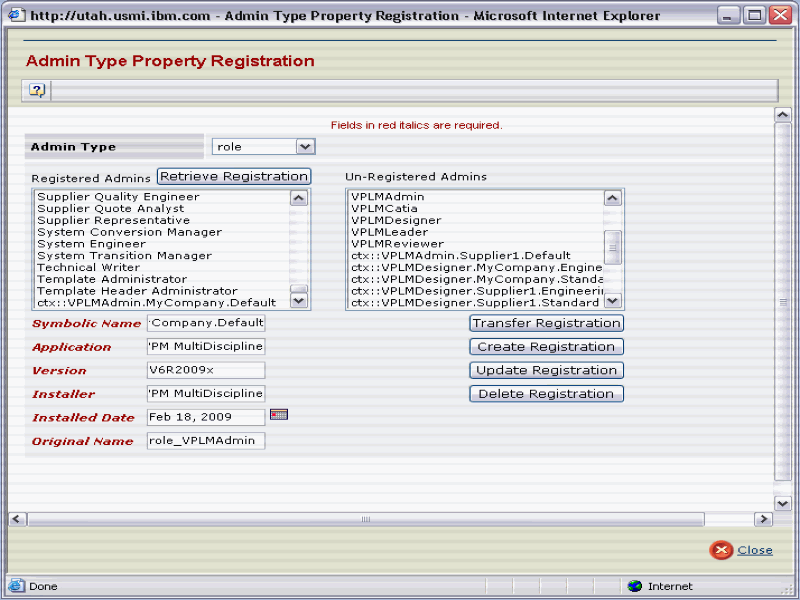 http://utah.usmi.ibm.com - Admin Type Property Registration - Microsoft Internet Explorer
Admin Type Property Registration
Fields in red italics are required.
Admin Type role
Registered Admins Retrieve Registration Un-Registered Admins
Supplier Quality Engineer VPLMAdmin
Supplier Quote Analyst VPLMCatia
Supplier Representative VPLMDesigner
System Conversion Manager VPLMLeader
System Engineer VPLMReviewer
System Transition Manager ctx::VPLMAdmin.Supplier1.Default
Technical Writer ctx::VPLMDesigner.MyCompany.Engine
Template Administrator ctx::VPLMDesigner.MyCompany.Standa
Template Header Administrator ctx::VPLMDesigner.Supplier1.Engineerin
ctx::VPLMAdmin.MyCompany.Default ctx::VPLMDesigner.Supplier1.Standard
Symbolic Name Company.Default Transfer Registration
Application PM MultiDiscipline Create Registration
Version V6R2009x Update Registration
Installer PM MultiDiscipline Delete Registration
Installed Date Feb 18, 2009
Original Name role_VPLMAdmin
Close
Done Internet